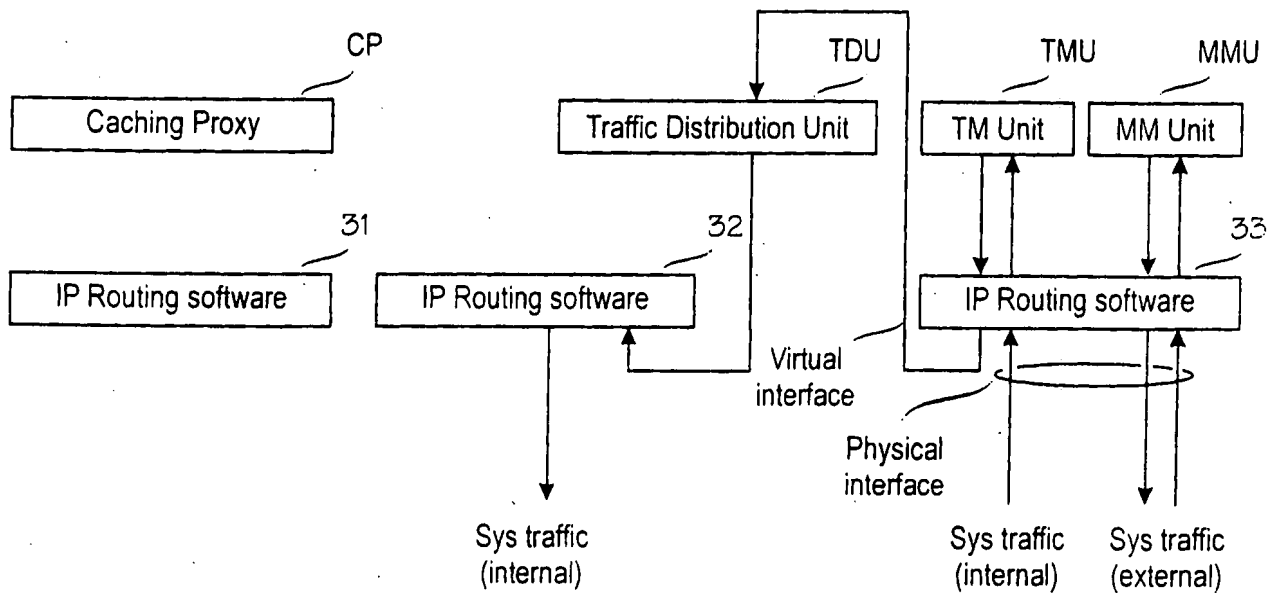 CP
TDU
TMU
MMU
Caching Proxy
Traffic Distribution Unit
TM Unit
MM Unit
31
32
33
IP Routing software
IP Routing software
IP Routing software
Virtual
interface
Physical
interface
Sys traffic
(internal)
Sys traffic
(internal)
Sys traffic
(external)